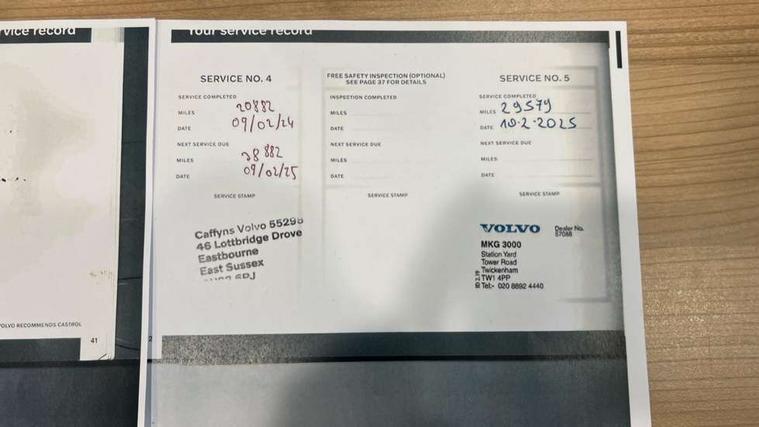 rvice record
VOLVO RECOMMENDS CASTROL
41
2
Your service record
SERVICE NO. 4
SERVICE COMPLETED
MILES 20882
DATE 09/02/24
NEXT SERVICE DUE
MILES 28882
DATE 09/02/25
SERVICE STAMP
Caffyns Volvo 55298
46 Lottbridge Drove
Eastbourne
East Sussex
FREE SAFETY INSPECTION (OPTIONAL)
SEE PAGE 37 FOR DETAILS
INSPECTION COMPLETED
MILES
DATE
NEXT SERVICE DUE
MILES
DATE
SERVICE STAMP
SERVICE NO. 5
SERVICE COMPLETED
MILES 29579
DATE 10-2-2025
NEXT SERVICE DUE
MILES
DATE
SERVICE STAMP
VOLVO
Dealer No.
57088
MKG 3000
Station Yard
Tower Road
Twickenham
TW1 4PP
Tel:- 020 8892 4440